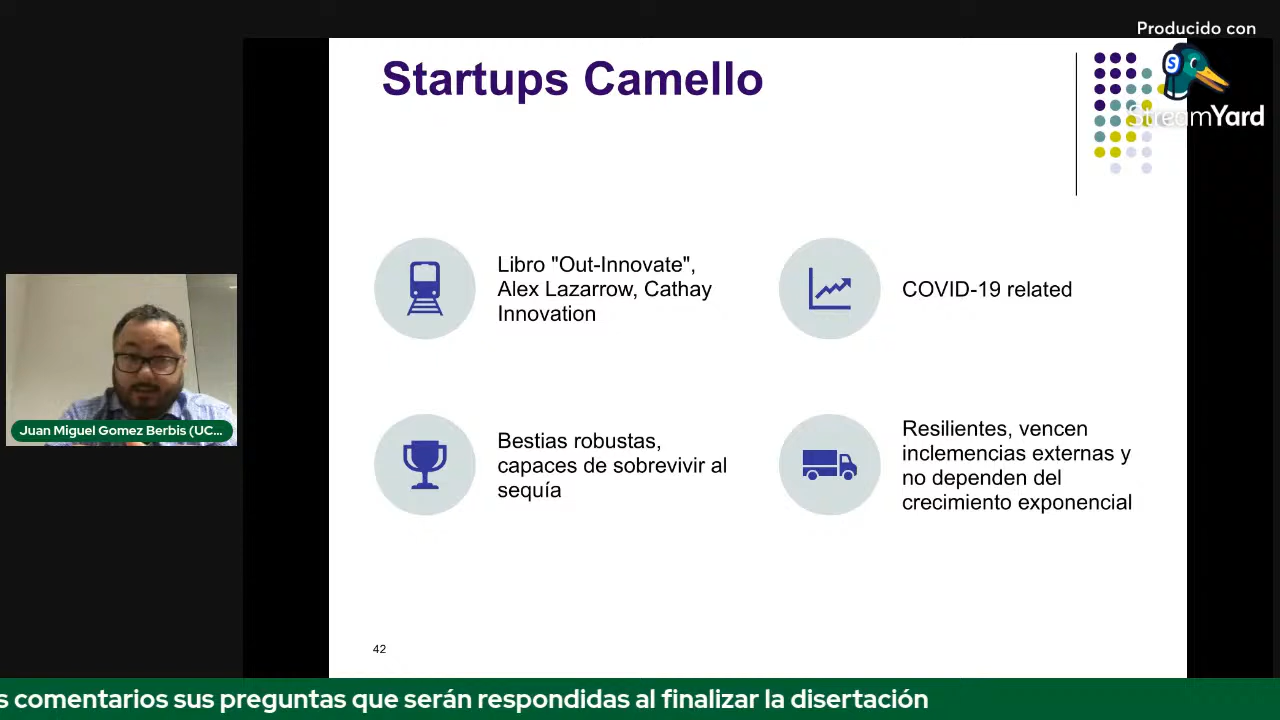 Producido con
StreamYard
Startups Camello
Libro "Out-Innovate",
Alex Lazarrow, Cathay
Innovation
COVID-19 related
Bestias robustas,
capaces de sobrevivir al
sequía
Resilientes, vencen
inclemencias externas y
no dependen del
crecimiento exponencial
42
Juan Miguel Gomez Berbis (UC...
s comentarios sus preguntas que serán respondidas al finalizar la disertación